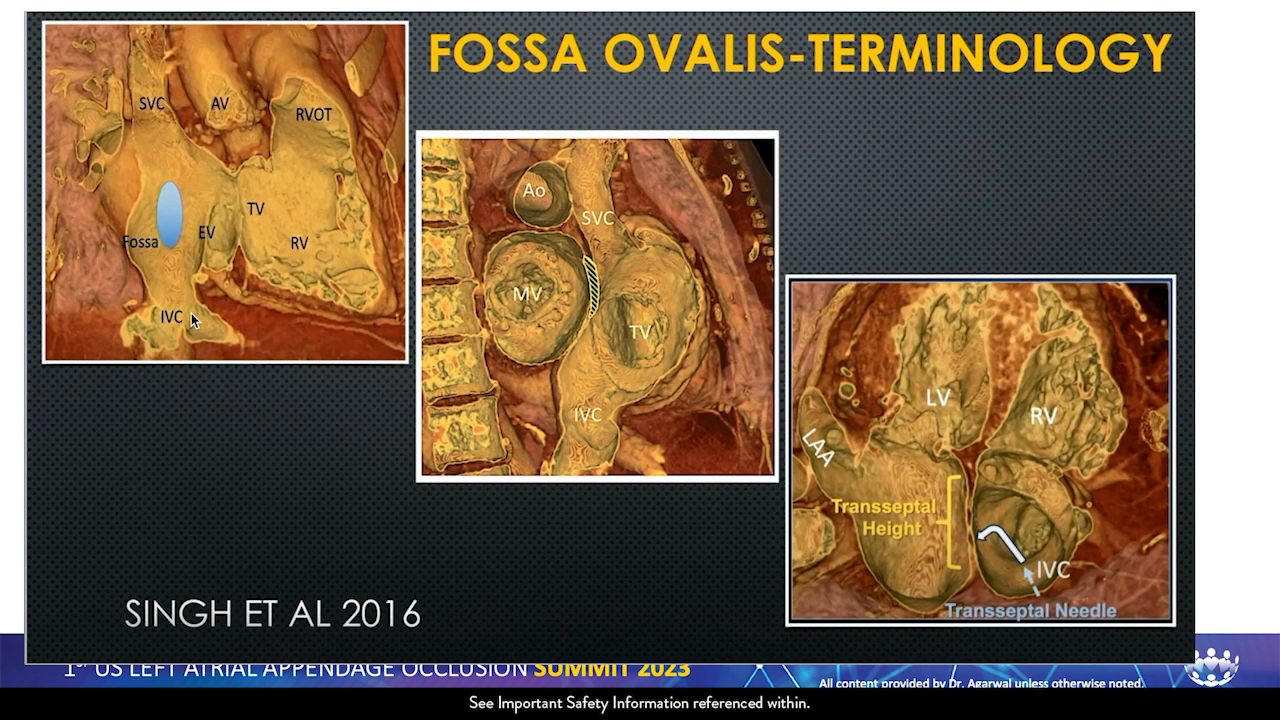 FOSSA OVALIS-TERMINOLOGY
SVC
AV
RVOT
TV
Fossa
EV
RV
IVC
Ao
SVC
MV
TV
IVC
LV
RV
LAA
Transseptal
Height
IVC
Transseptal Needle
SINGH ET AL 2016
1ST US LEFT ATRIAL APPENDAGE OCCLUSION SUMMIT 2023
All content provided by Dr. Agarwal unless otherwise noted.
See Important Safety Information referenced within.